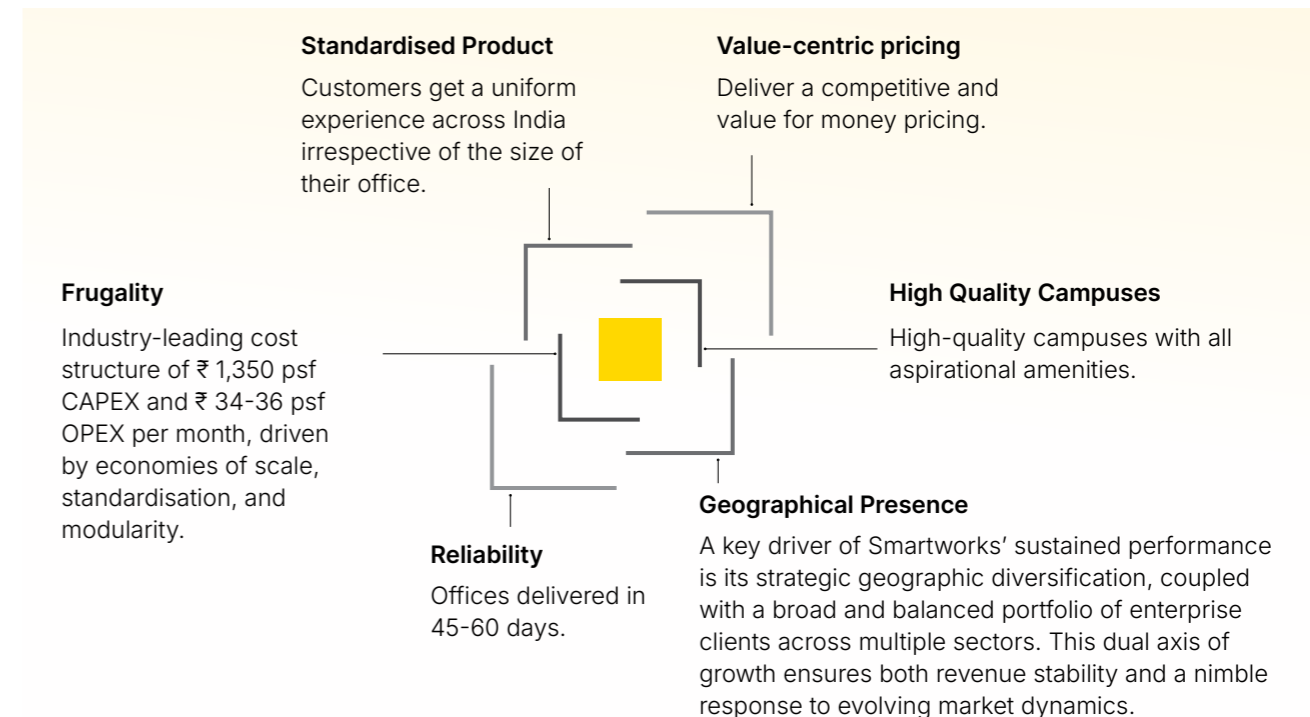 Standardised Product
Customers get a uniform
experience across India
irrespective of the size of
their office.
Value-centric pricing
Deliver a competitive and
value for money pricing.
Frugality
Industry-leading cost
structure of ₹ 1,350 psf
CAPEX and ₹ 34-36 psf
OPEX per month, driven
by economies of scale,
standardisation, and
modularity.
High Quality Campuses
High-quality campuses with all
aspirational amenities.
Reliability
Offices delivered in
45-60 days.
Geographical Presence
A key driver of Smartworks’ sustained performance
is its strategic geographic diversification, coupled
with a broad and balanced portfolio of enterprise
clients across multiple sectors. This dual axis of
growth ensures both revenue stability and a nimble
response to evolving market dynamics.